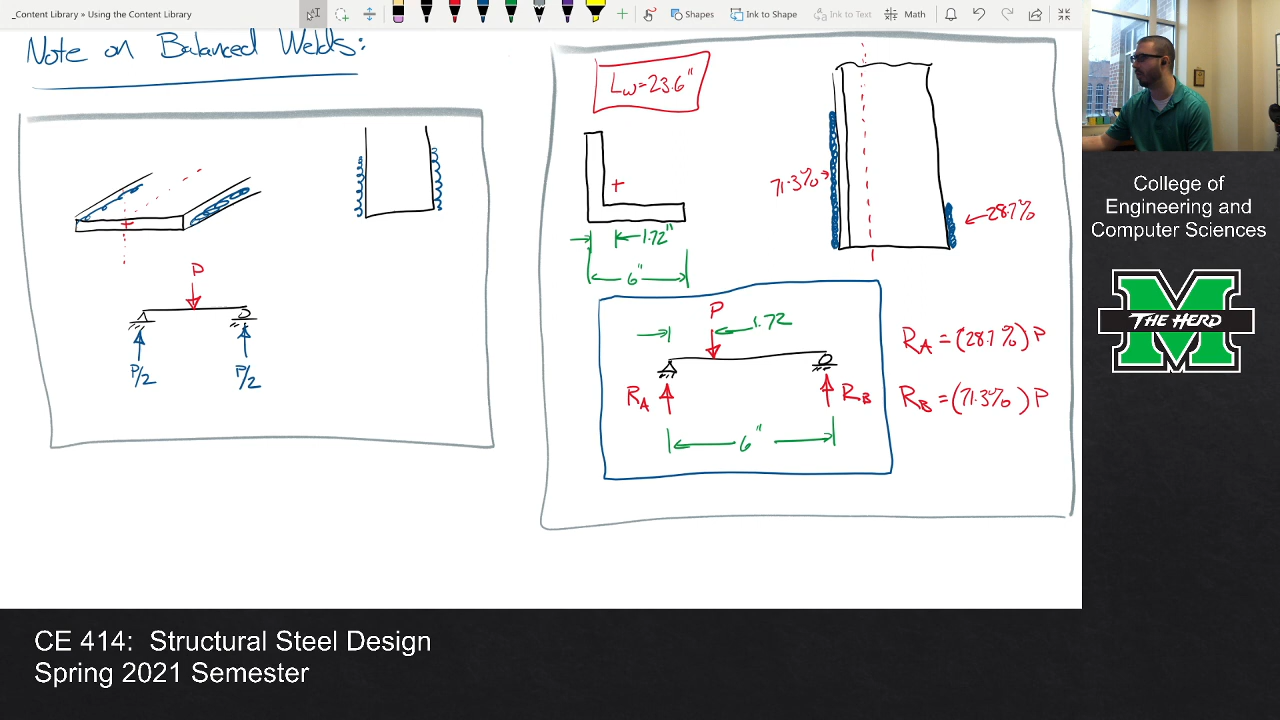 _Content Library » Using the Content Library
Shapes
Ink to Shape
Ink to Text
Math
Note on Balanced Welds:
P
P/2
P/2
Lw=23.6"
+
1.72"
6"
71.3%
28.7%
P
1.72
RA
RB
6"
RA = (28.7%) P
RB = (71.3%) P
College of
Engineering and
Computer Sciences
THE HERD
CE 414: Structural Steel Design
Spring 2021 Semester